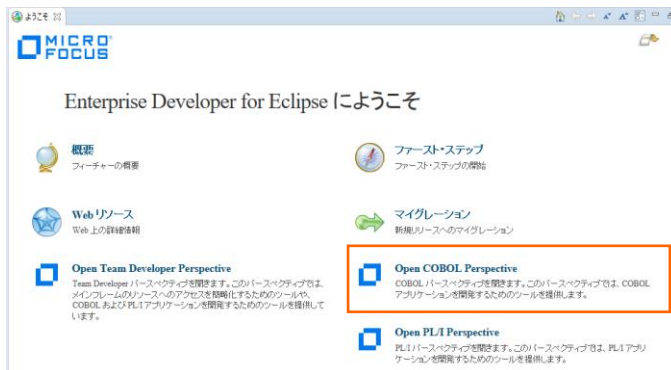 ようこそ
MICRO
FOCUS
Enterprise Developer for Eclipse にようこそ
概要
フィーチャーの概要
ファースト・ステップ
ファースト・ステップの開始
Web リソース
Web 上の詳細情報
マイグレーション
新規リリースへのマイグレーション
Open Team Developer Perspective
Team Developer パースペクティブを開きます。このパースペクティブでは、
メインフレームのリソースへのアクセスを簡略化するためのツールや、
COBOL および PL/I アプリケーションを開発するためのツールを提供して
います。
Open COBOL Perspective
COBOL パースペクティブを開きます。このパースペクティブでは、COBOL
アプリケーションを開発するためのツールを提供します。
Open PL/I Perspective
PL/I パースペクティブを開きます。このパースペクティブでは、PL/I アプリ
ケーションを開発するためのツールを提供します。